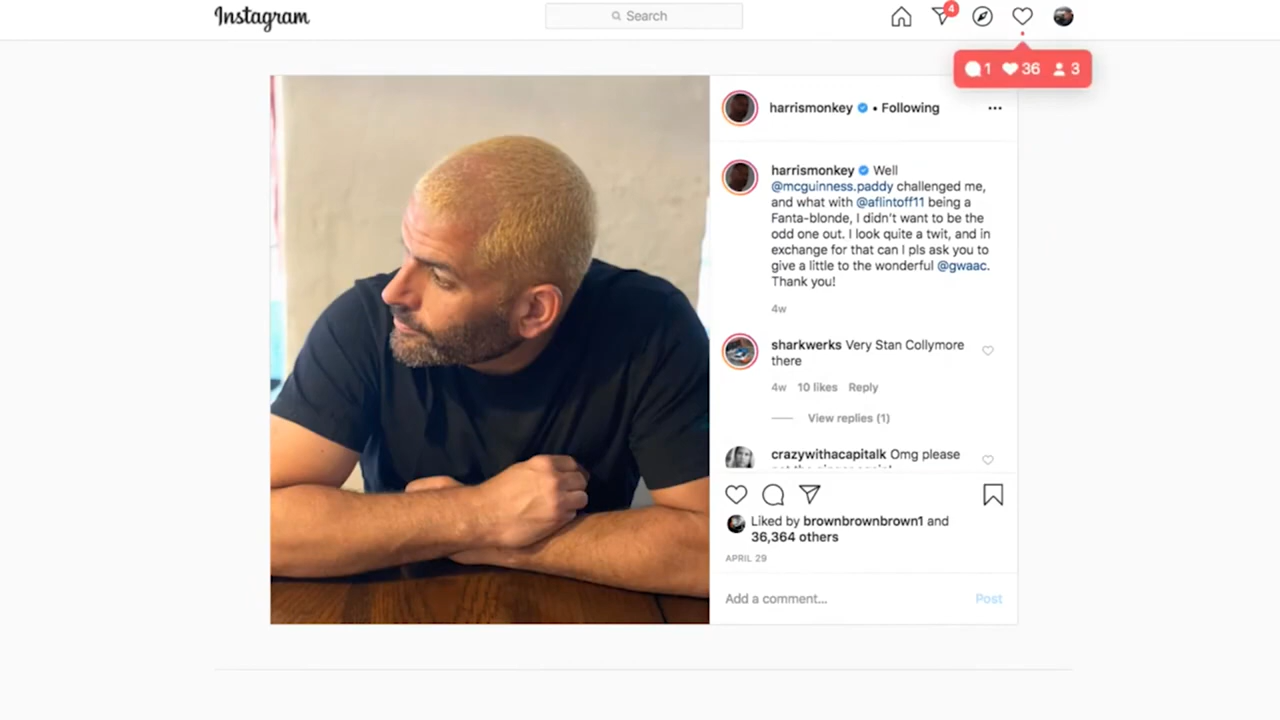 Instagram
Search
4
1 36 3
harrismonkey • Following
harrismonkey Well
@mcguinness.paddy challenged me,
and what with @aflintoff11 being a
Fanta-blonde, I didn't want to be the
odd one out. I look quite a twit, and in
exchange for that can I pls ask you to
give a little to the wonderful @gwaac.
Thank you!
4w
sharkwerks Very Stan Collymore
there
4w 10 likes Reply
View replies (1)
crazywithacapitalk Omg please
Liked by brownbrownbrown1 and
36,364 others
APRIL 29
Add a comment...
Post